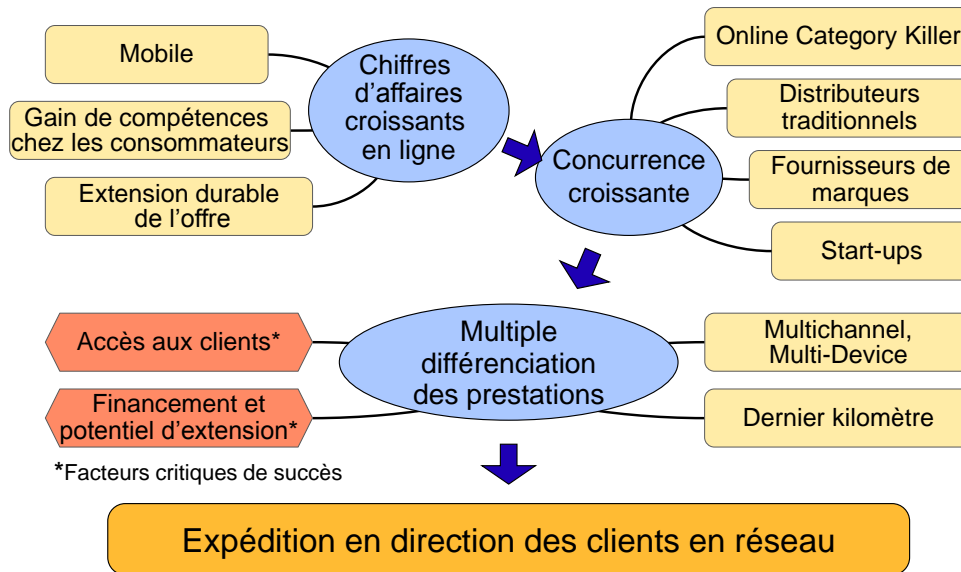 Mobile
Gain de compétences
chez les consommateurs
Extension durable
de l’offre
Chiffres
d’affaires
croissants
en ligne
Concurrence
croissante
Online Category Killer
Distributeurs
traditionnels
Fournisseurs de
marques
Start-ups
Accès aux clients*
Financement et
potentiel d’extension*
*Facteurs critiques de succès
Multiple
différenciation
des prestations
Multichannel,
Multi-Device
Dernier kilomètre
Expédition en direction des clients en réseau